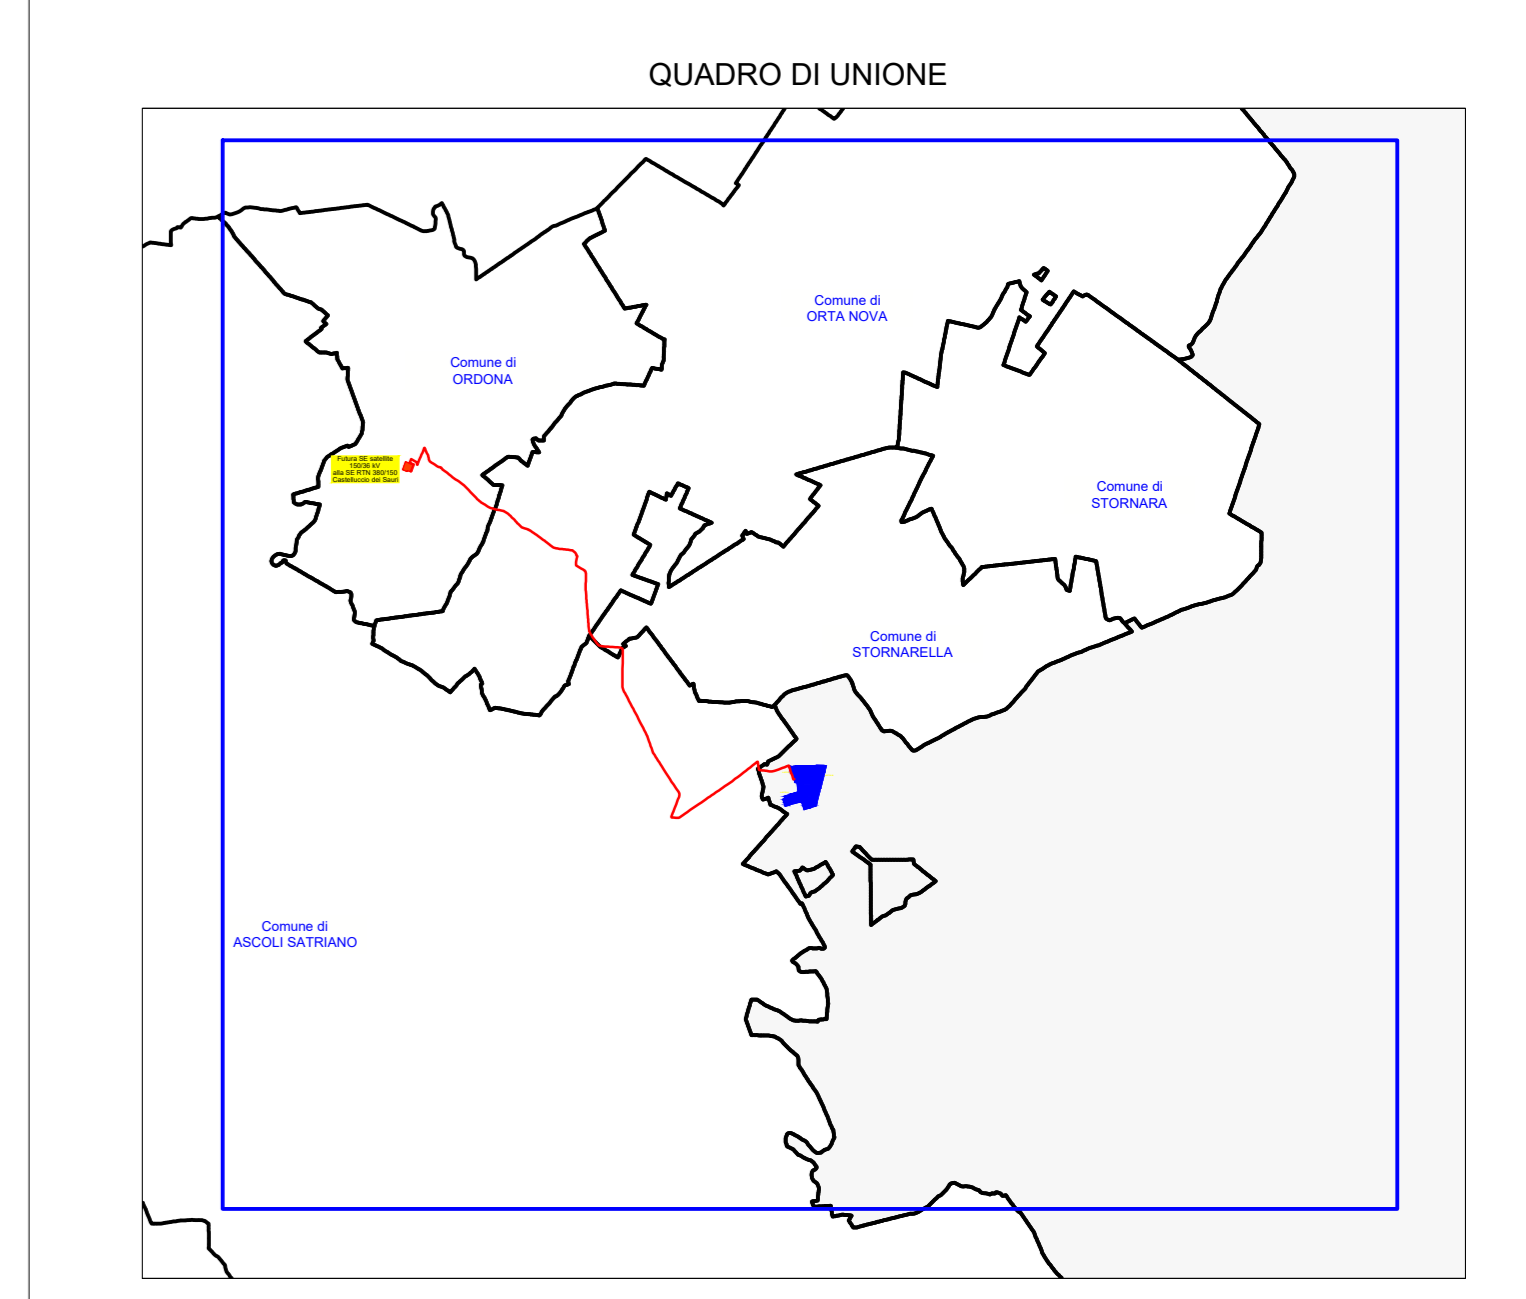 QUADRO DI UNIONE
Comune di
ORTA NOVA
Comune di
ORDONA
Futura SE satellite
150/36 kV
alla SE RTN 380/150
Castelluccio dei Sauri
Comune di
STORNARA
Comune di
STORNARELLA
Comune di
ASCOLI SATRIANO